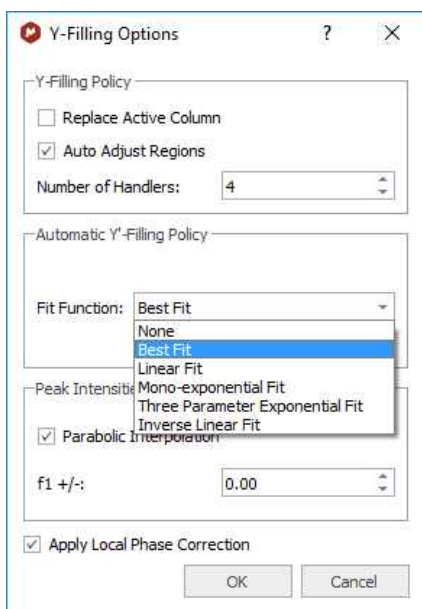 Y-Filling Options
?
Y-Filling Policy
Replace Active Column
Auto Adjust Regions
Number of Handlers: 4
Automatic Y'-Filling Policy
Fit Function: Best Fit
None
Best Fit
Linear Fit
Mono-exponential Fit
Three Parameter Exponential Fit
Inverse Linear Fit
Peak Intensitie
Parabolic Interpolation
f1 +/-: 0.00
Apply Local Phase Correction
OK Cancel